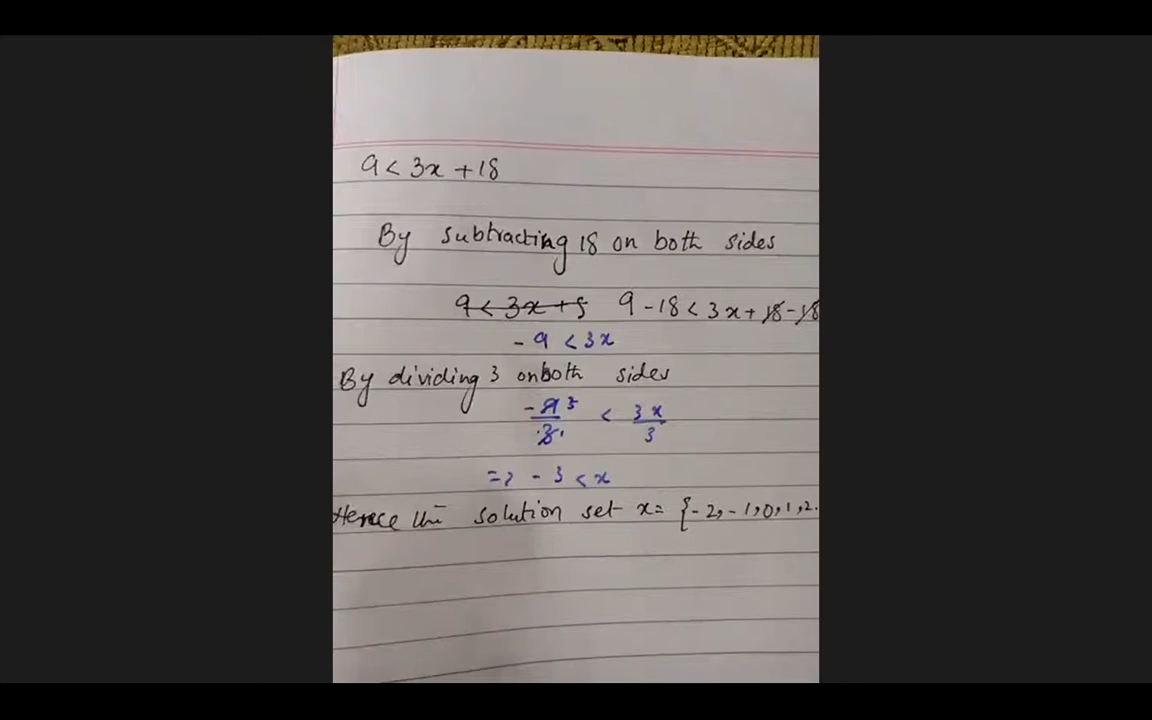 9 < 3x + 18
By subtracting 18 on both sides
9 < 3x + 5 9 - 18 < 3x + 18 - 18
- 9 < 3x
By dividing 3 on both sides
-9 3 / 3 < 3x / 3
=> - 3 < x
Hence the solution set x = {-2, -1, 0, 1, 2.